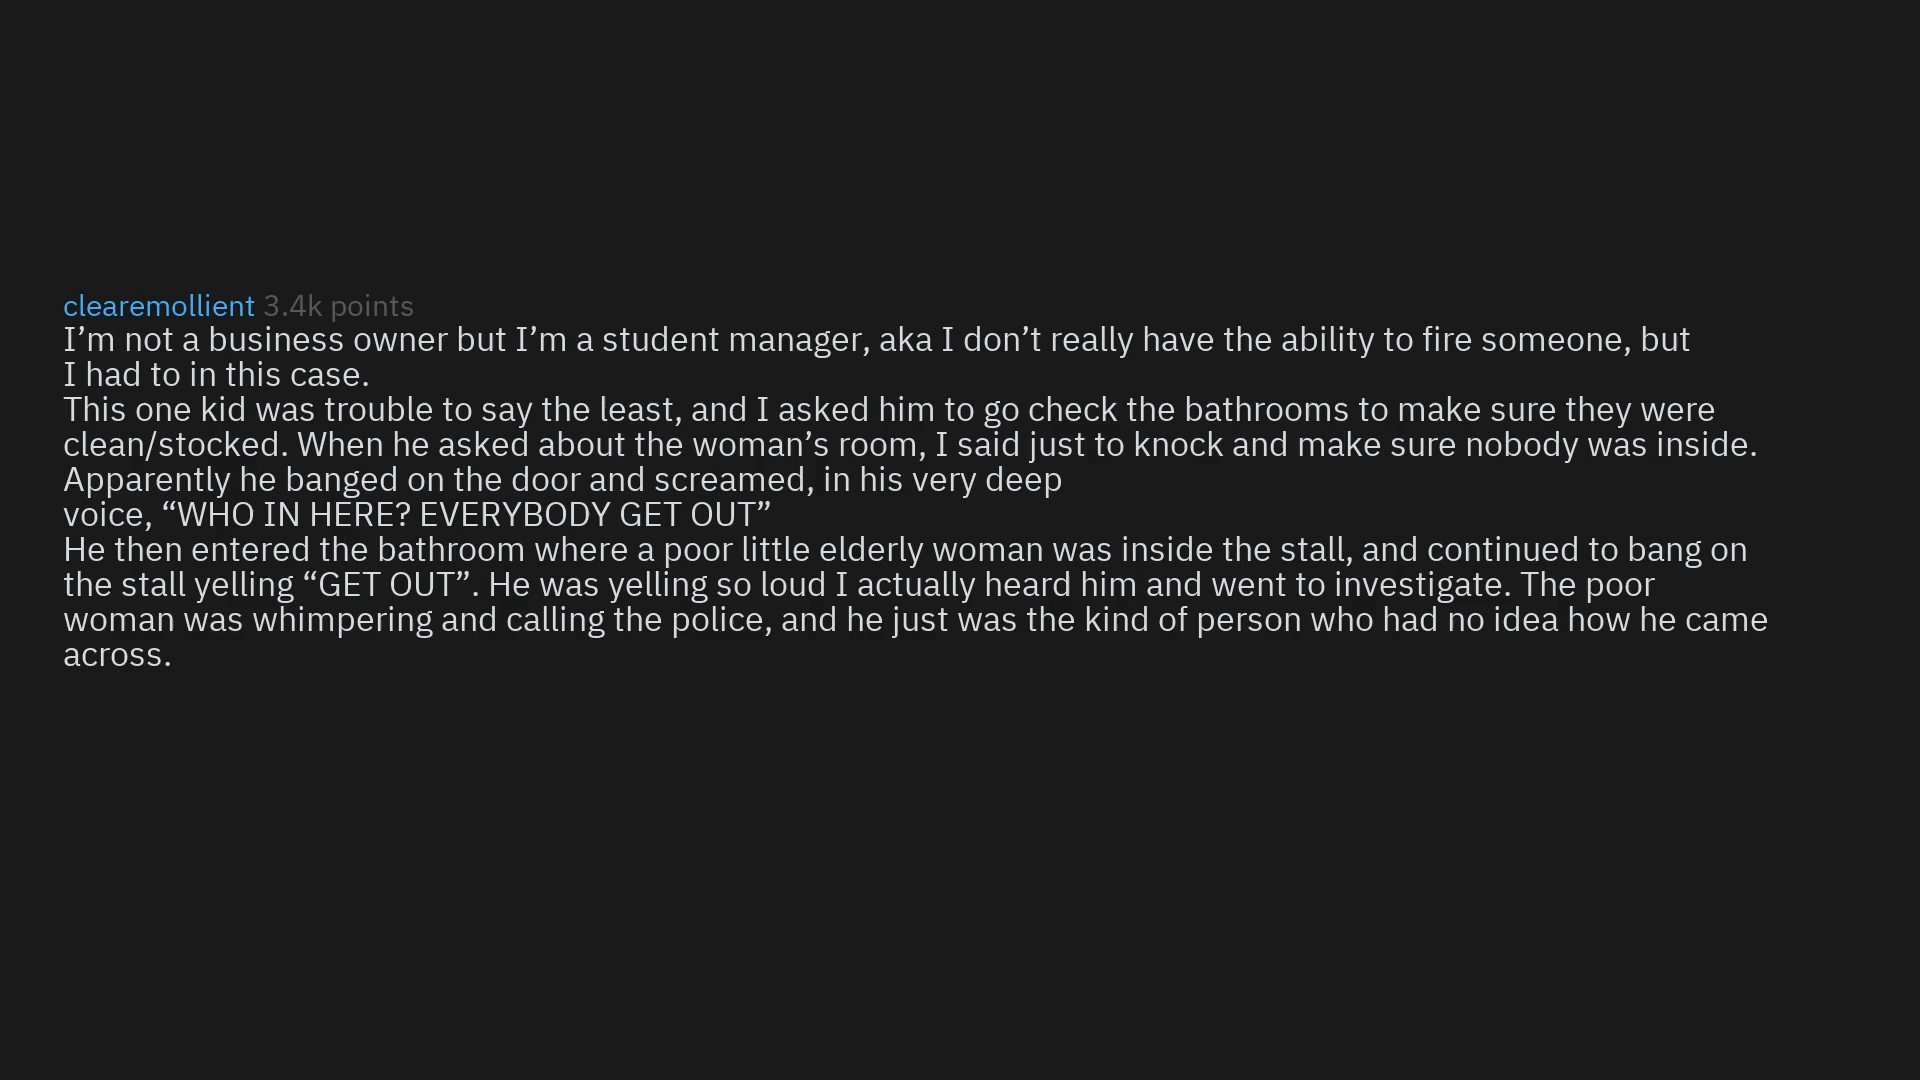 clearemollient 3.4k points
I’m not a business owner but I’m a student manager, aka I don’t really have the ability to fire someone, but
I had to in this case.
This one kid was trouble to say the least, and I asked him to go check the bathrooms to make sure they were
clean/stocked. When he asked about the woman’s room, I said just to knock and make sure nobody was inside.
Apparently he banged on the door and screamed, in his very deep
voice, “WHO IN HERE? EVERYBODY GET OUT”
He then entered the bathroom where a poor little elderly woman was inside the stall, and continued to bang on
the stall yelling “GET OUT”. He was yelling so loud I actually heard him and went to investigate. The poor
woman was whimpering and calling the police, and he just was the kind of person who had no idea how he came
across.